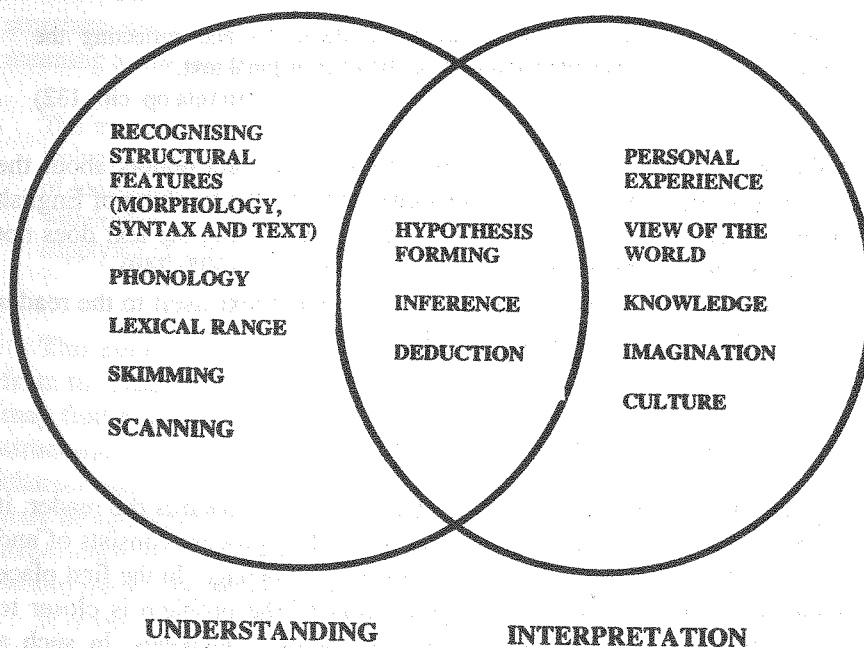 RECOGNISING
STRUCTURAL
FEATURES
(MORPHOLOGY,
SYNTAX AND TEXT)
PHONOLOGY
LEXICAL RANGE
SKIMMING
SCANNING
HYPOTHESIS
FORMING
INFERENCE
DEDUCTION
PERSONAL
EXPERIENCE
VIEW OF THE
WORLD
KNOWLEDGE
IMAGINATION
CULTURE
UNDERSTANDING
INTERPRETATION